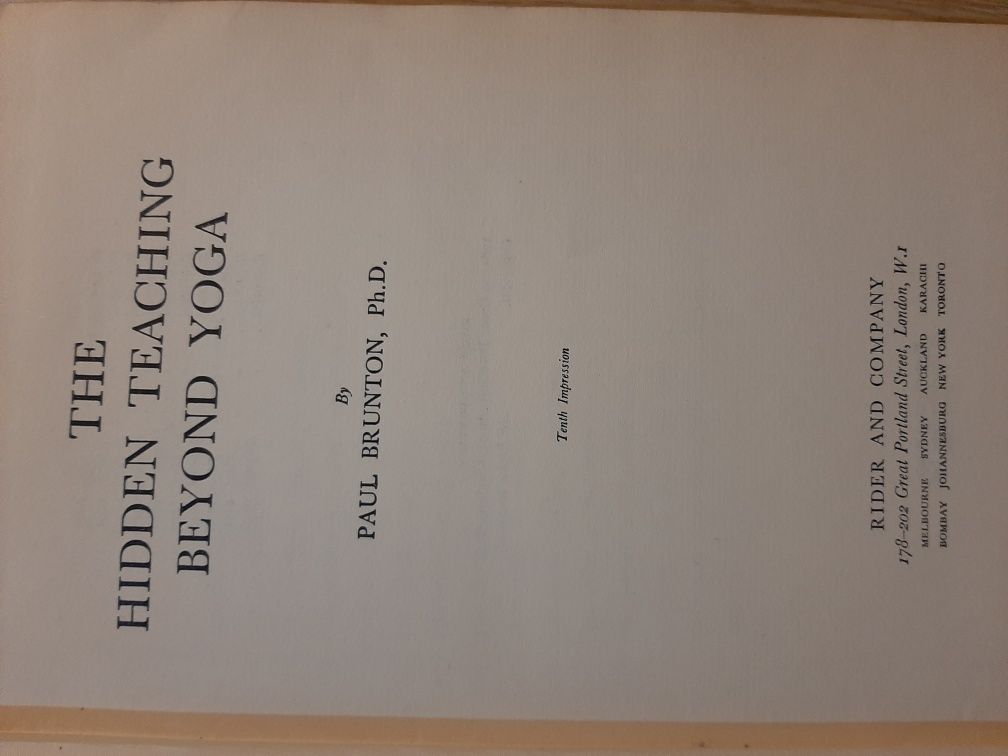 THE
HIDDEN TEACHING
BEYOND YOGA
By
PAUL BRUNTON, Ph.D.
Tenth Impression
RIDER AND COMPANY
178–202 Great Portland Street, London, W.1
MELBOURNE SYDNEY AUCKLAND KARACHI
BOMBAY JOHANNESBURG NEW YORK TORONTO